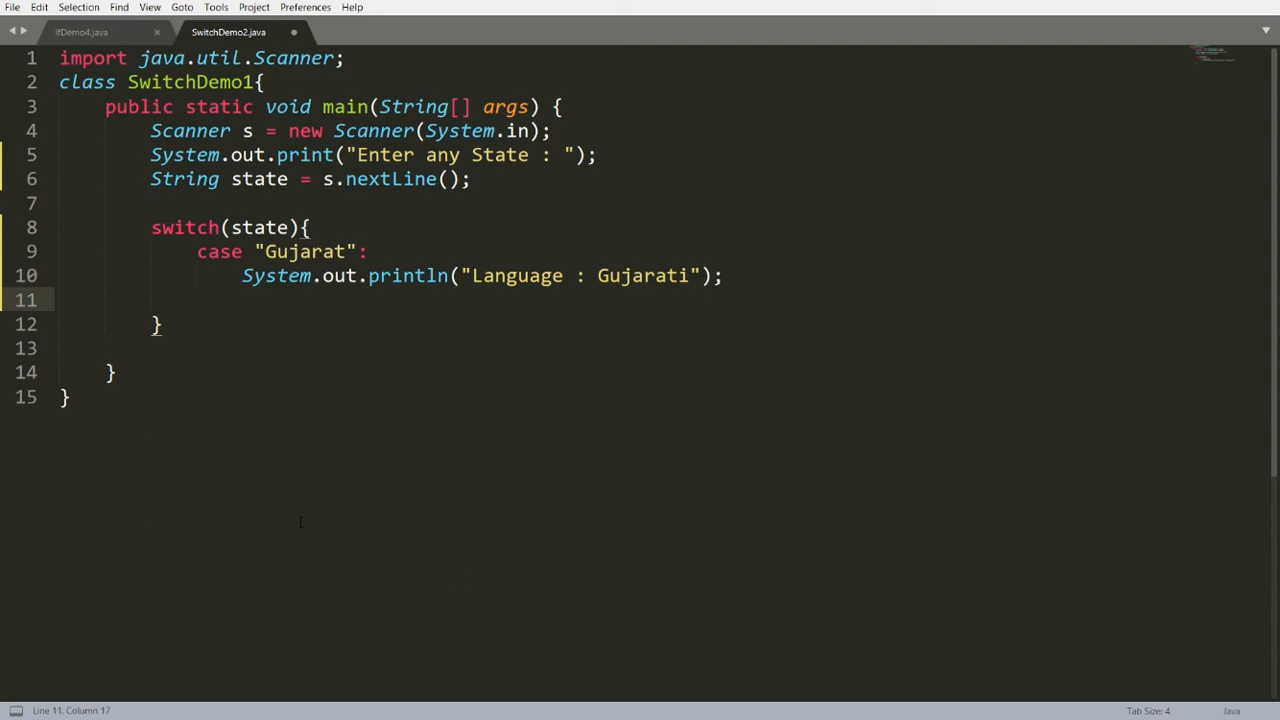 File Edit Selection Find View Goto Tools Project Preferences Help
IfDemo4.java × SwitchDemo2.java
1 import java.util.Scanner;
2 class SwitchDemo1{
3 public static void main(String[] args) {
4 Scanner s = new Scanner(System.in);
5 System.out.print("Enter any State : ");
6 String state = s.nextLine();
7
8 switch(state){
9 case "Gujarat":
10 System.out.println("Language : Gujarati");
11
12 }
13
14 }
15 }
Line 11, Column 17 Tab Size: 4 Java